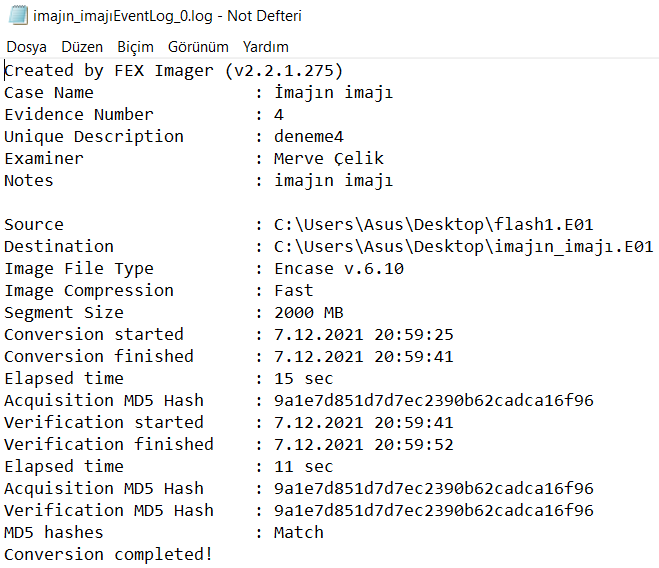 imajın_imajıEventLog_0.log - Not Defteri
Dosya Düzen Biçim Görünüm Yardım
Created by FEX Imager (v2.2.1.275)
Case Name : İmajın imajı
Evidence Number : 4
Unique Description : deneme4
Examiner : Merve Çelik
Notes : imajın imajı
Source : C:\Users\Asus\Desktop\flash1.E01
Destination : C:\Users\Asus\Desktop\imajın_imajı.E01
Image File Type : Encase v.6.10
Image Compression : Fast
Segment Size : 2000 MB
Conversion started : 7.12.2021 20:59:25
Conversion finished : 7.12.2021 20:59:41
Elapsed time : 15 sec
Acquisition MD5 Hash : 9a1e7d851d7d7ec2390b62cadca16f96
Verification started : 7.12.2021 20:59:41
Verification finished : 7.12.2021 20:59:52
Elapsed time : 11 sec
Acquisition MD5 Hash : 9a1e7d851d7d7ec2390b62cadca16f96
Verification MD5 Hash : 9a1e7d851d7d7ec2390b62cadca16f96
MD5 hashes : Match
Conversion completed!